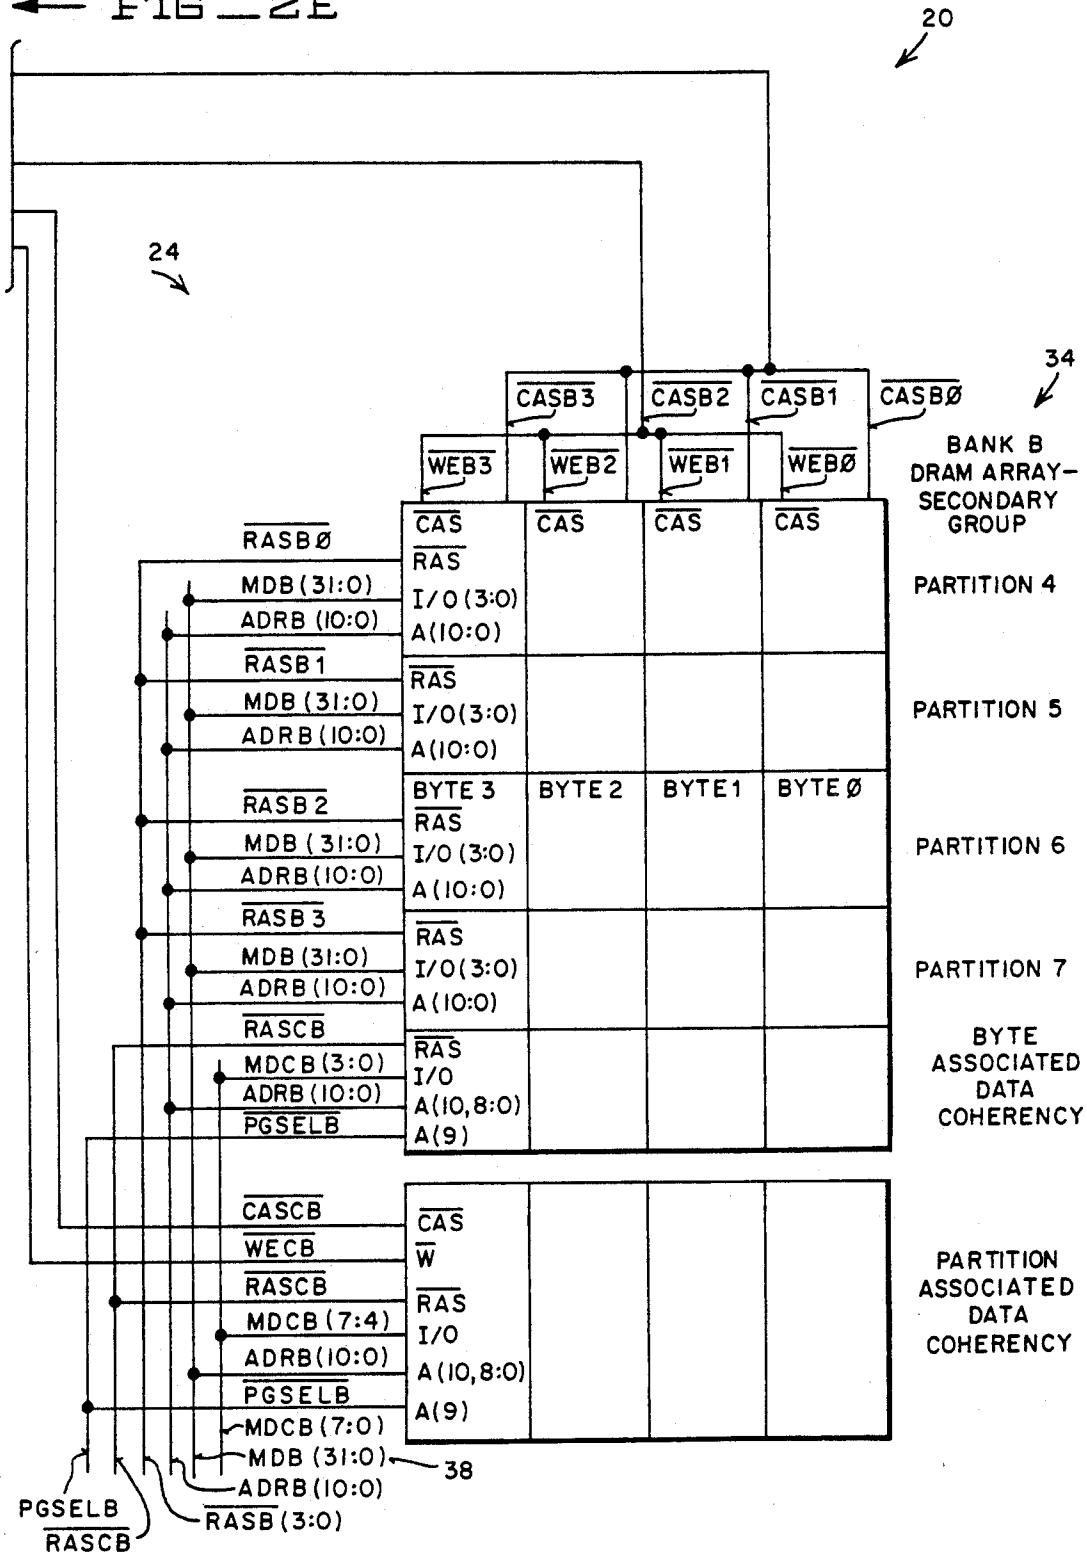 FIG_2E
20
24
34
CASB3 CASB2 CASB1 CASBØ
WEB3 WEB2 WEB1 WEBØ
BANK B
DRAM ARRAY-
SECONDARY
GROUP
CAS CAS CAS CAS
RASBØ
RAS
MDB (31:0)
I/O (3:0)
ADRB (10:0)
A(10:0)
PARTITION 4
RASB1
RAS
MDB (31:0)
I/O (3:0)
ADRB (10:0)
A(10:0)
PARTITION 5
BYTE 3 BYTE 2 BYTE 1 BYTE Ø
RASB2
RAS
MDB (31:0)
I/O (3:0)
ADRB (10:0)
A(10:0)
PARTITION 6
RASB3
RAS
MDB (31:0)
I/O (3:0)
ADRB (10:0)
A(10:0)
PARTITION 7
RASCB
RAS
MDCB (3:0)
I/O
ADRB (10:0)
A(10,8:0)
PGSELB
A(9)
BYTE
ASSOCIATED
DATA
COHERENCY
CASCB
CAS
WECB
W
RASCB
RAS
MDCB (7:4)
I/O
ADRB (10:0)
A(10,8:0)
PGSELB
A(9)
PARTITION
ASSOCIATED
DATA
COHERENCY
MDCB (7:0)
MDB (31:0) 38
ADRB (10:0)
RASB (3:0)
PGSELB
RASCB